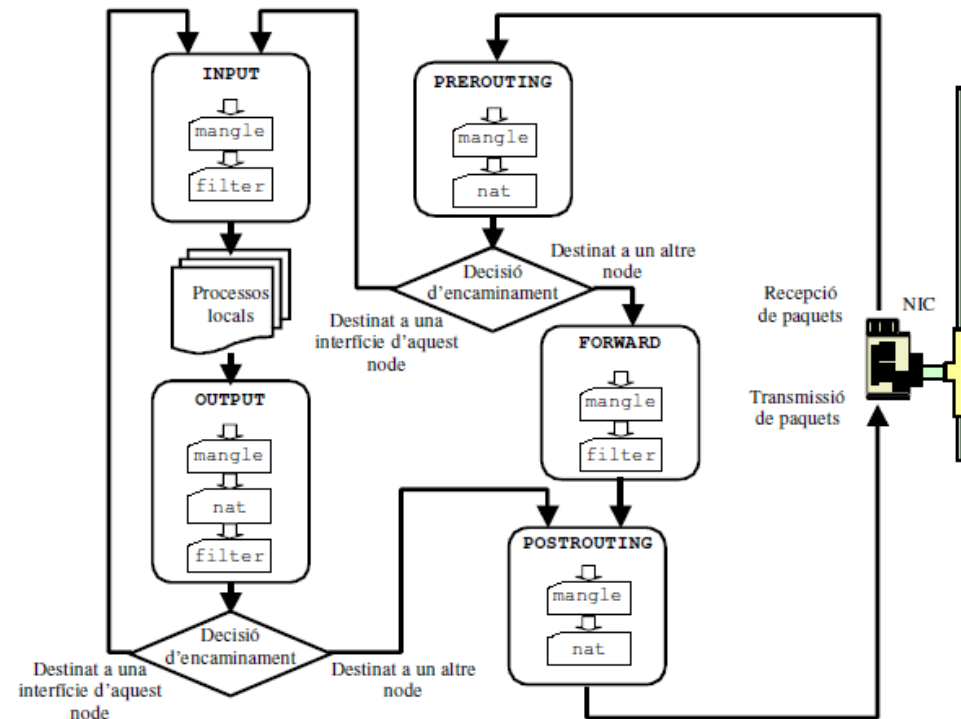 INPUT
mangle
filter
Processos
locals
OUTPUT
mangle
nat
filter
Decisió
d'encaminament
Destinat a una
interfície d'aquest
node
Destinat a un altre
node
PREROUTING
mangle
nat
Decisió
d'encaminament
Destinat a un altre
node
Destinat a una
interfície d'aquest
node
FORWARD
mangle
filter
POSTROUTING
mangle
nat
Recepció
de paquets
NIC
Transmissió
de paquets